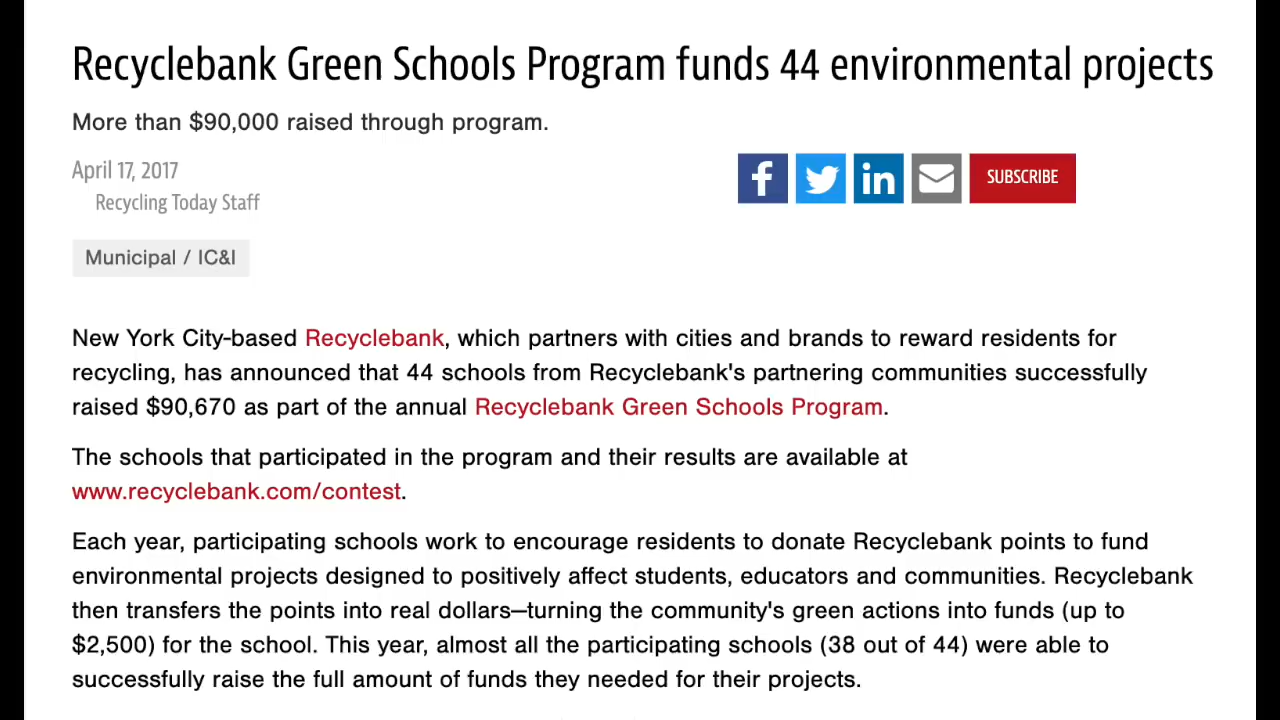 Recyclebank Green Schools Program funds 44 environmental projects
More than $90,000 raised through program.
April 17, 2017
Recycling Today Staff
SUBSCRIBE
Municipal / IC&I
New York City-based Recyclebank, which partners with cities and brands to reward residents for
recycling, has announced that 44 schools from Recyclebank's partnering communities successfully
raised $90,670 as part of the annual Recyclebank Green Schools Program.
The schools that participated in the program and their results are available at
www.recyclebank.com/contest.
Each year, participating schools work to encourage residents to donate Recyclebank points to fund
environmental projects designed to positively affect students, educators and communities. Recyclebank
then transfers the points into real dollars—turning the community's green actions into funds (up to
$2,500) for the school. This year, almost all the participating schools (38 out of 44) were able to
successfully raise the full amount of funds they needed for their projects.